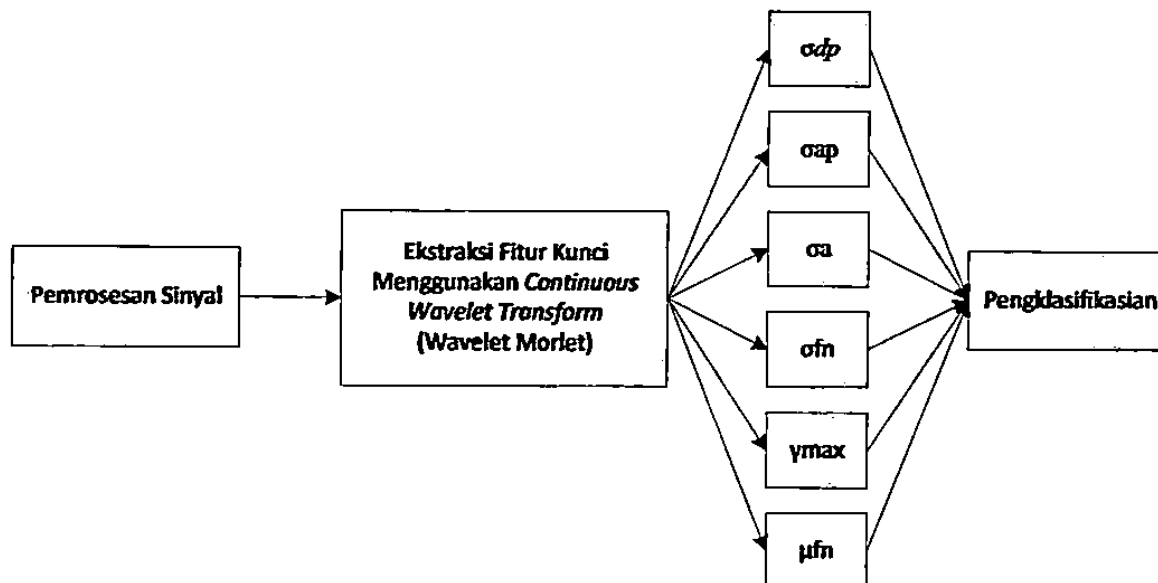 Pemrosesan Sinyal
Ekstraksi Fitur Kunci
Menggunakan Continuous
Wavelet Transform
(Wavelet Morlet)
σdp
σap
σa
σfn
γmax
μfn
Pengklasifikasian